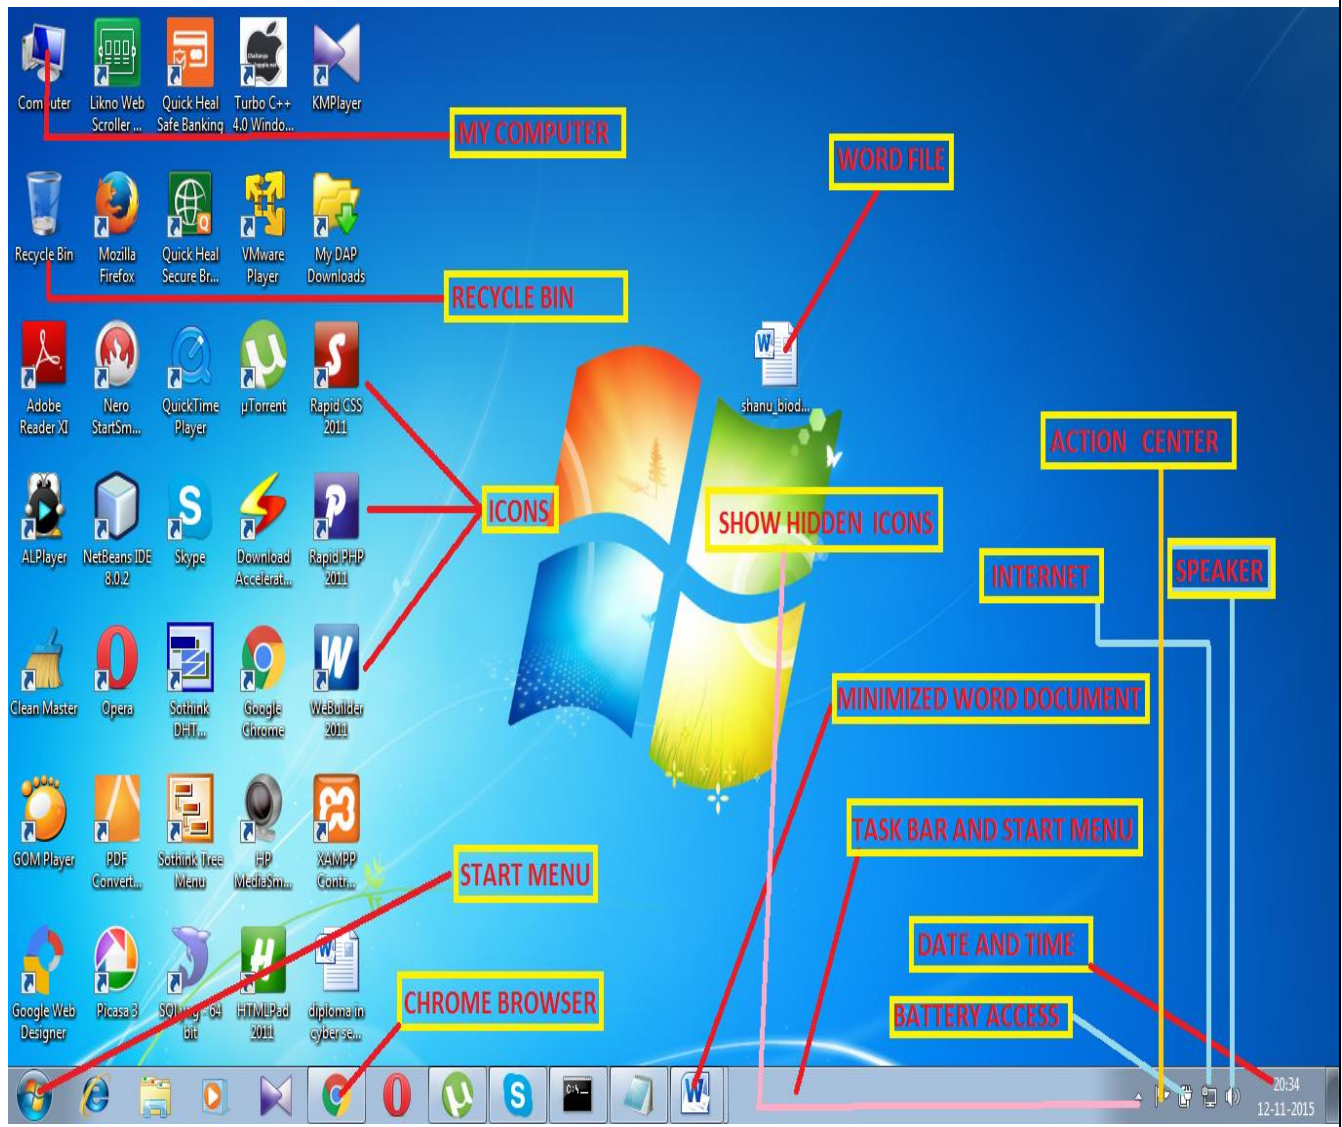 Computer
Likno Web
Scroller ...
Quick Heal
Safe Banking
Turbo C++
4.0 Windo...
KMPlayer
MY COMPUTER
WORD FILE
Recycle Bin
Mozilla
Firefox
Quick Heal
Secure Br...
VMware
Player
My DAP
Downloads
RECYCLE BIN
Adobe
Reader XI
Nero
StartSm...
QuickTime
Player
µTorrent
Rapid CSS
2011
shanu_biod...
ACTION CENTER
ICONS
SHOW HIDDEN ICONS
INTERNET
SPEAKER
ALPlayer
NetBeans IDE
8.0.2
Skype
Download
Accelerat...
Rapid PHP
2011
Clean Master
Opera
Sothink
DHT...
Google
Chrome
WeBuilder
2011
MINIMIZED WORD DOCUMENT
TASK BAR AND START MENU
GOM Player
PDF
Convert...
Sothink Tree
Menu
HP
MediaSm...
XAMPP
Contr...
START MENU
DATE AND TIME
Google Web
Designer
Picasa 3
SQLyog - 64
bit
HTMLPad
2011
diploma in
cyber se...
CHROME BROWSER
BATTERY ACCESS
20:34
12-11-2015